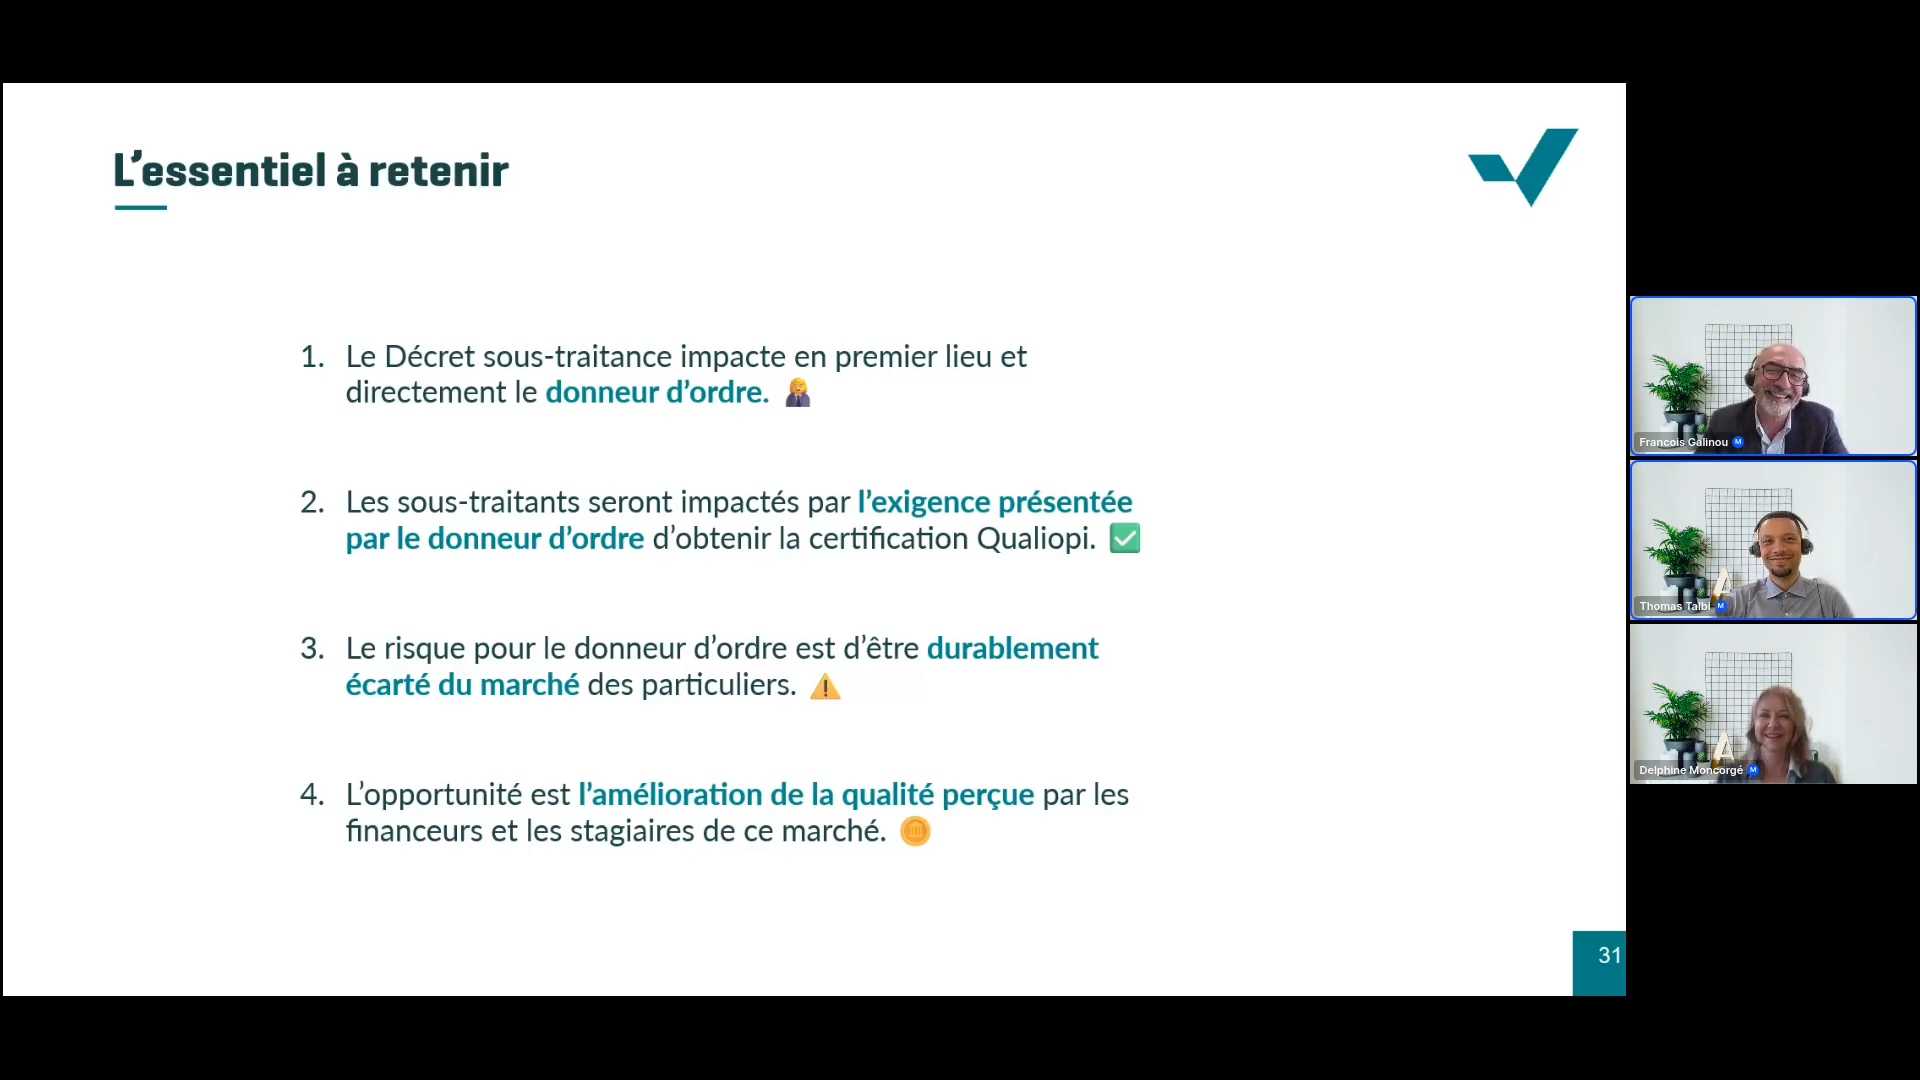 L’essentiel à retenir
1. Le Décret sous-traitance impacte en premier lieu et
directement le donneur d’ordre.
2. Les sous-traitants seront impactés par l’exigence présentée
par le donneur d’ordre d’obtenir la certification Qualiopi.
3. Le risque pour le donneur d’ordre est d’être durablement
écarté du marché des particuliers.
4. L’opportunité est l’amélioration de la qualité perçue par les
financeurs et les stagiaires de ce marché.
31
Francois Galinou M
Thomas Talbi M
Delphine Moncorgé M